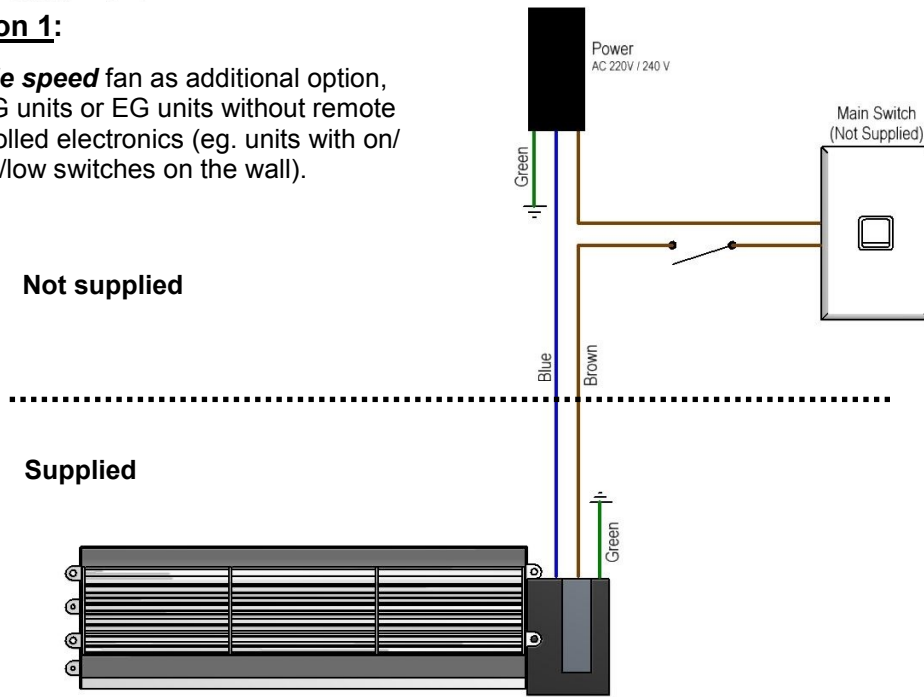 on 1:
e speed fan as additional option,
G units or EG units without remote
olled electronics (eg. units with on/
/low switches on the wall).
Power
AC 220V / 240 V
Main Switch
(Not Supplied)
Green
Not supplied
Blue
Brown
Supplied
Green